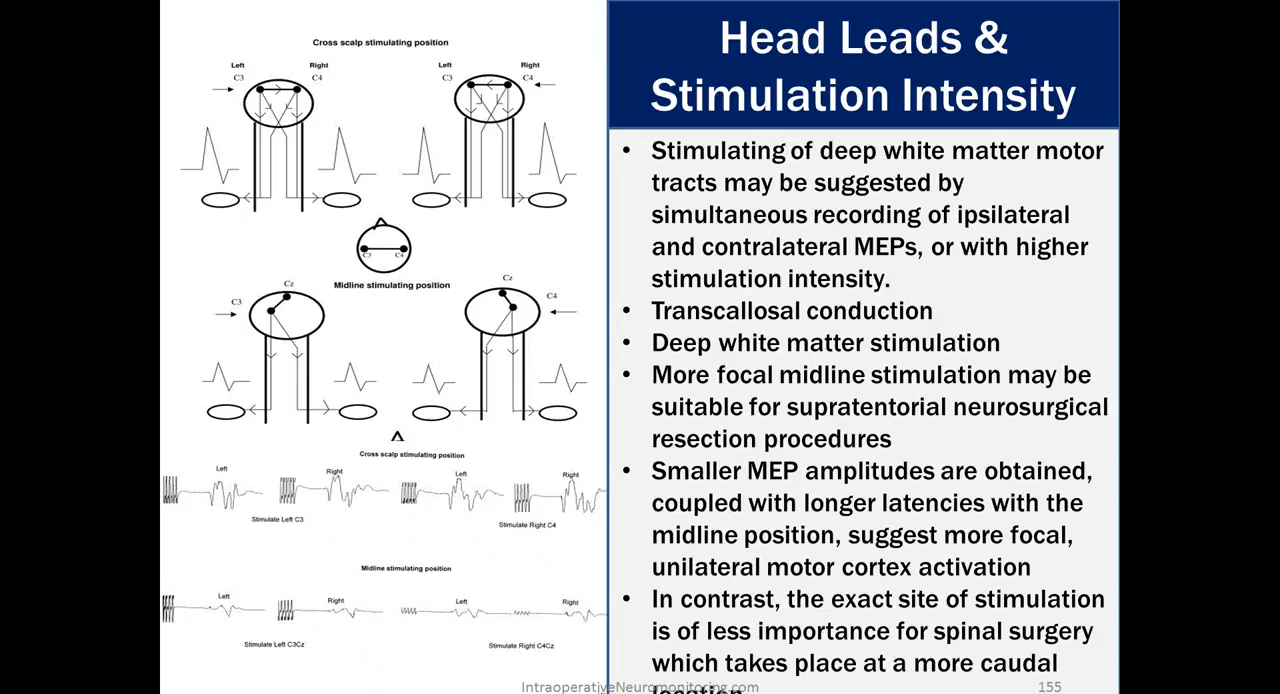 Cross scalp stimulating position
Left
Right
Left
Right
C3
C4
C3
C4
C3
C4
Midline stimulating position
Cz
Cz
C3
C4
Cross scalp stimulating position
Left
Right
Left
Right
Stimulate Left C3
Stimulate Right C4
Midline stimulating position
Left
Right
Left
Right
Stimulate Left C3Cz
Stimulate Right C4Cz
Head Leads &
Stimulation Intensity
• Stimulating of deep white matter motor
tracts may be suggested by
simultaneous recording of ipsilateral
and contralateral MEPs, or with higher
stimulation intensity.
• Transcallosal conduction
• Deep white matter stimulation
• More focal midline stimulation may be
suitable for supratentorial neurosurgical
resection procedures
• Smaller MEP amplitudes are obtained,
coupled with longer latencies with the
midline position, suggest more focal,
unilateral motor cortex activation
• In contrast, the exact site of stimulation
is of less importance for spinal surgery
which takes place at a more caudal
location
IntraoperativeNeuromonitoring.com
155